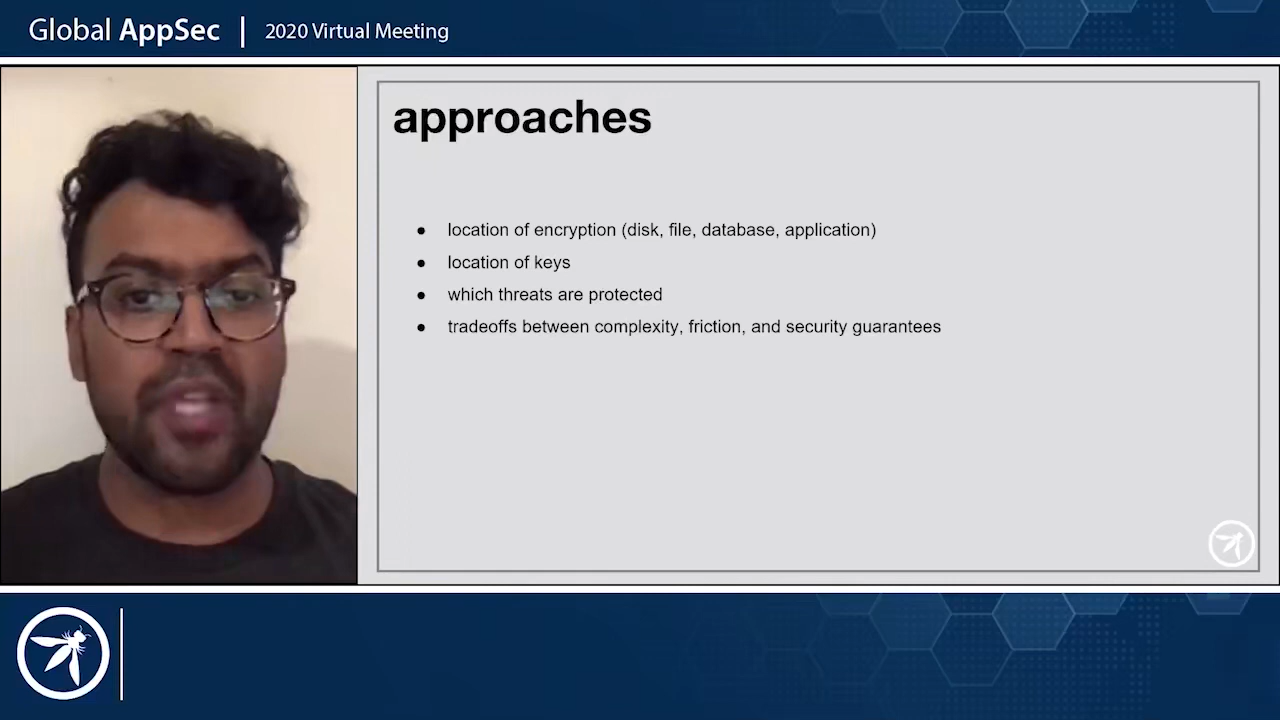 Global AppSec | 2020 Virtual Meeting
approaches
● location of encryption (disk, file, database, application)
● location of keys
● which threats are protected
● tradeoffs between complexity, friction, and security guarantees